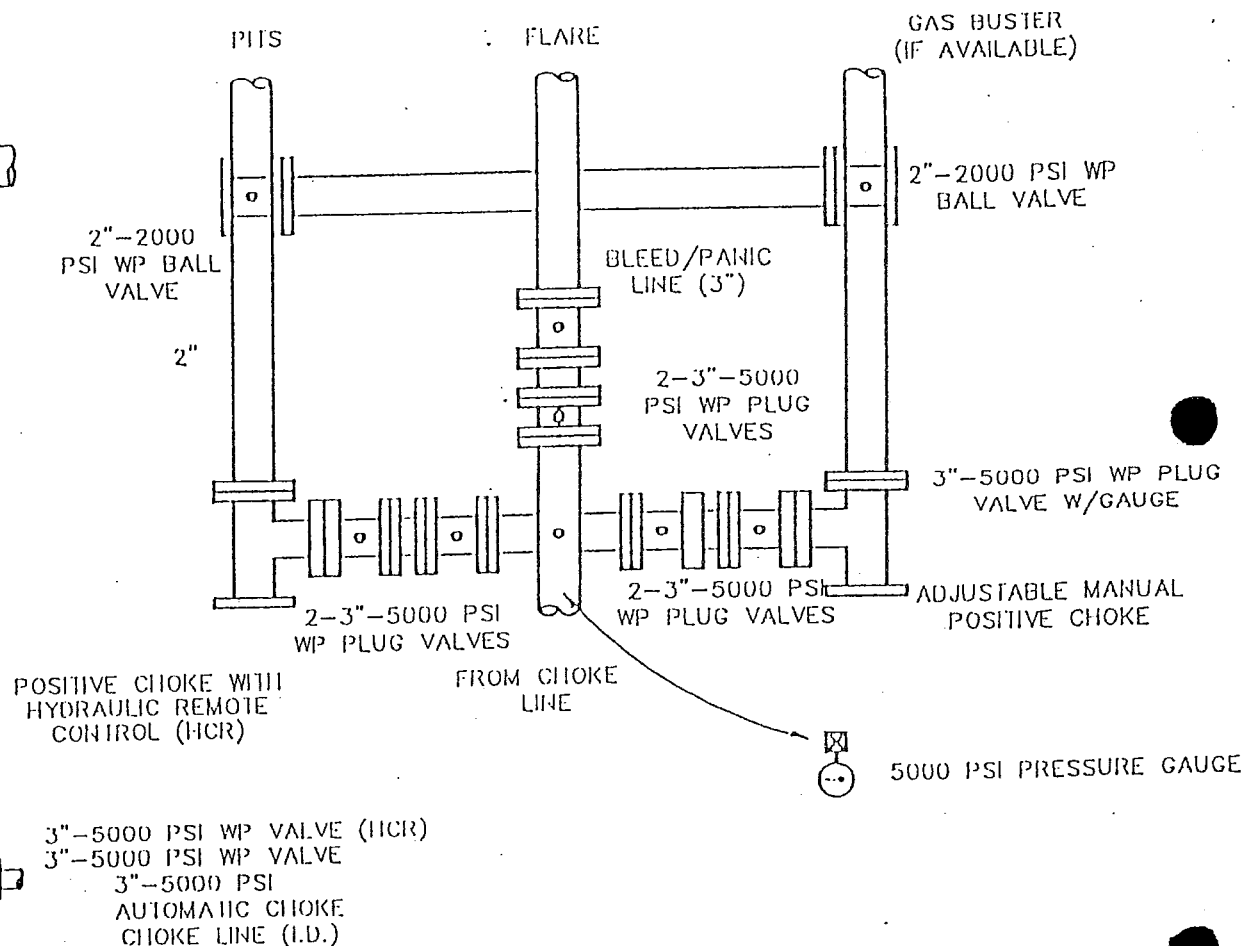 PITS
FLARE
GAS BUSTER
(IF AVAILABLE)
2"-2000
PSI WP BALL
VALVE
2"-2000 PSI WP
BALL VALVE
BLEED/PANIC
LINE (3")
2"
2-3"-5000
PSI WP PLUG
VALVES
3"-5000 PSI WP PLUG
VALVE W/GAUGE
2-3"-5000 PSI
WP PLUG VALVES
2-3"-5000 PSI
WP PLUG VALVES
ADJUSTABLE MANUAL
POSITIVE CHOKE
POSITIVE CHOKE WITH
HYDRAULIC REMOTE
CONTROL (HCR)
FROM CHOKE
LINE
5000 PSI PRESSURE GAUGE
3"-5000 PSI WP VALVE (HCR)
3"-5000 PSI WP VALVE
3"-5000 PSI
AUTOMATIC CHOKE
CHOKE LINE (I.D.)